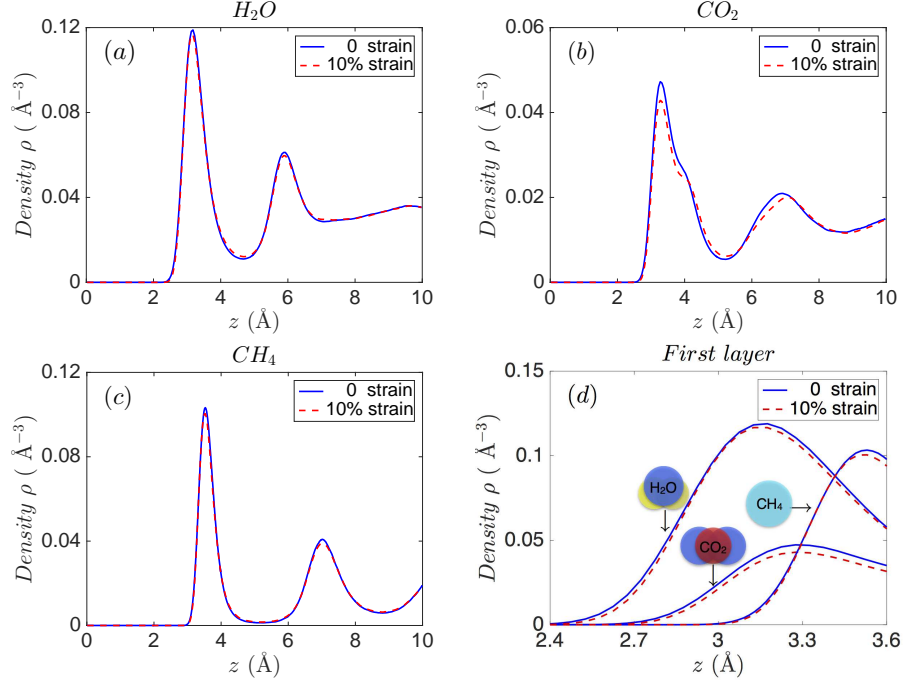 H₂O
(a)
0 strain
10% strain
Density ρ ( Å⁻³)
0.12
0.08
0.04
0
0 2 4 6 8 10
z (Å)
CO₂
(b)
0 strain
10% strain
Density ρ ( Å⁻³)
0.06
0.04
0.02
0
0 2 4 6 8 10
z (Å)
CH₄
(c)
0 strain
10% strain
Density ρ ( Å⁻³)
0.12
0.08
0.04
0
0 2 4 6 8 10
z (Å)
First layer
(d)
0 strain
10% strain
Density ρ ( Å⁻³)
0.15
0.1
0.05
0
H₂O
CH₄
CO₂
2.4 2.7 3 3.3 3.6
z (Å)